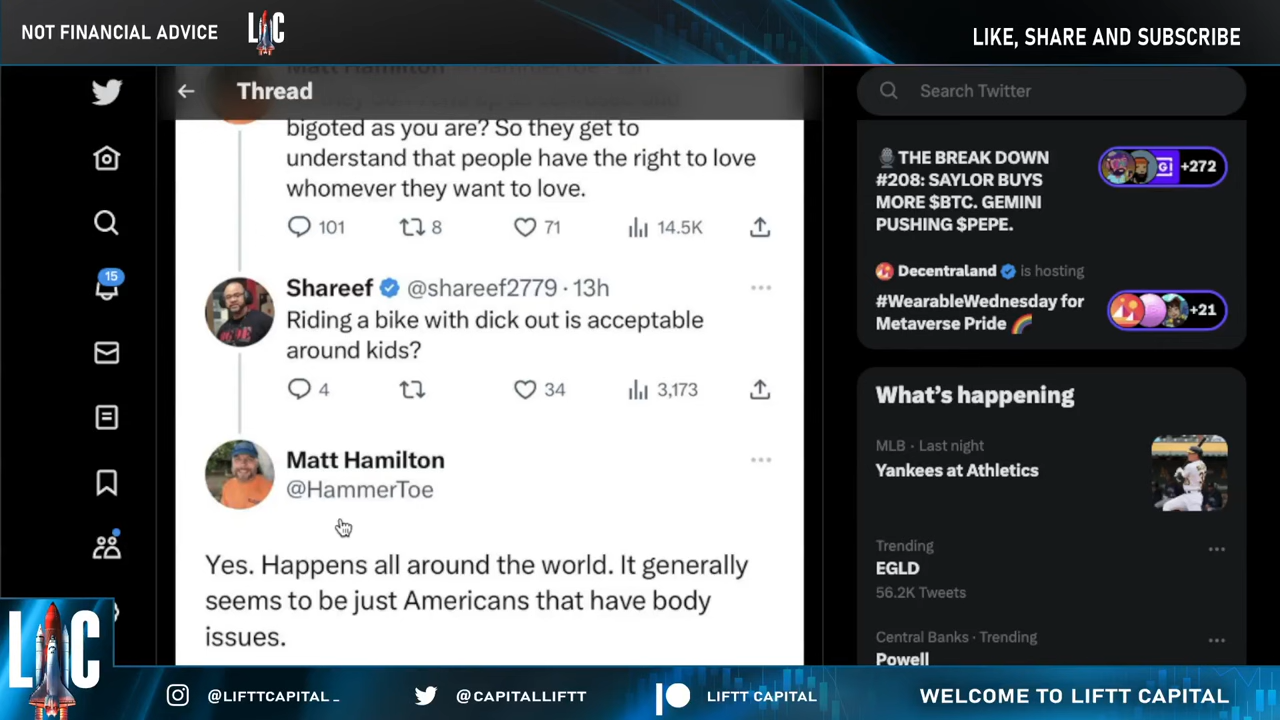 NOT FINANCIAL ADVICE
LC
LIKE, SHARE AND SUBSCRIBE
Thread
bigoted as you are? So they get to
understand that people have the right to love
whomever they want to love.
101
8
71
14.5K
Shareef @shareef2779 · 13h
Riding a bike with dick out is acceptable
around kids?
4
34
3,173
Matt Hamilton
@HammerToe
Yes. Happens all around the world. It generally
seems to be just Americans that have body
issues.
15
Search Twitter
THE BREAK DOWN
#208: SAYLOR BUYS
MORE $BTC. GEMINI
PUSHING $PEPE.
+272
Decentraland is hosting
#WearableWednesday for
Metaverse Pride
+21
What's happening
MLB · Last night
Yankees at Athletics
Trending
EGLD
56.2K Tweets
Central Banks · Trending
Powell
LC
@LIFTTCAPITAL_
@CAPITALLIFTT
LIFTT CAPITAL
WELCOME TO LIFTT CAPITAL